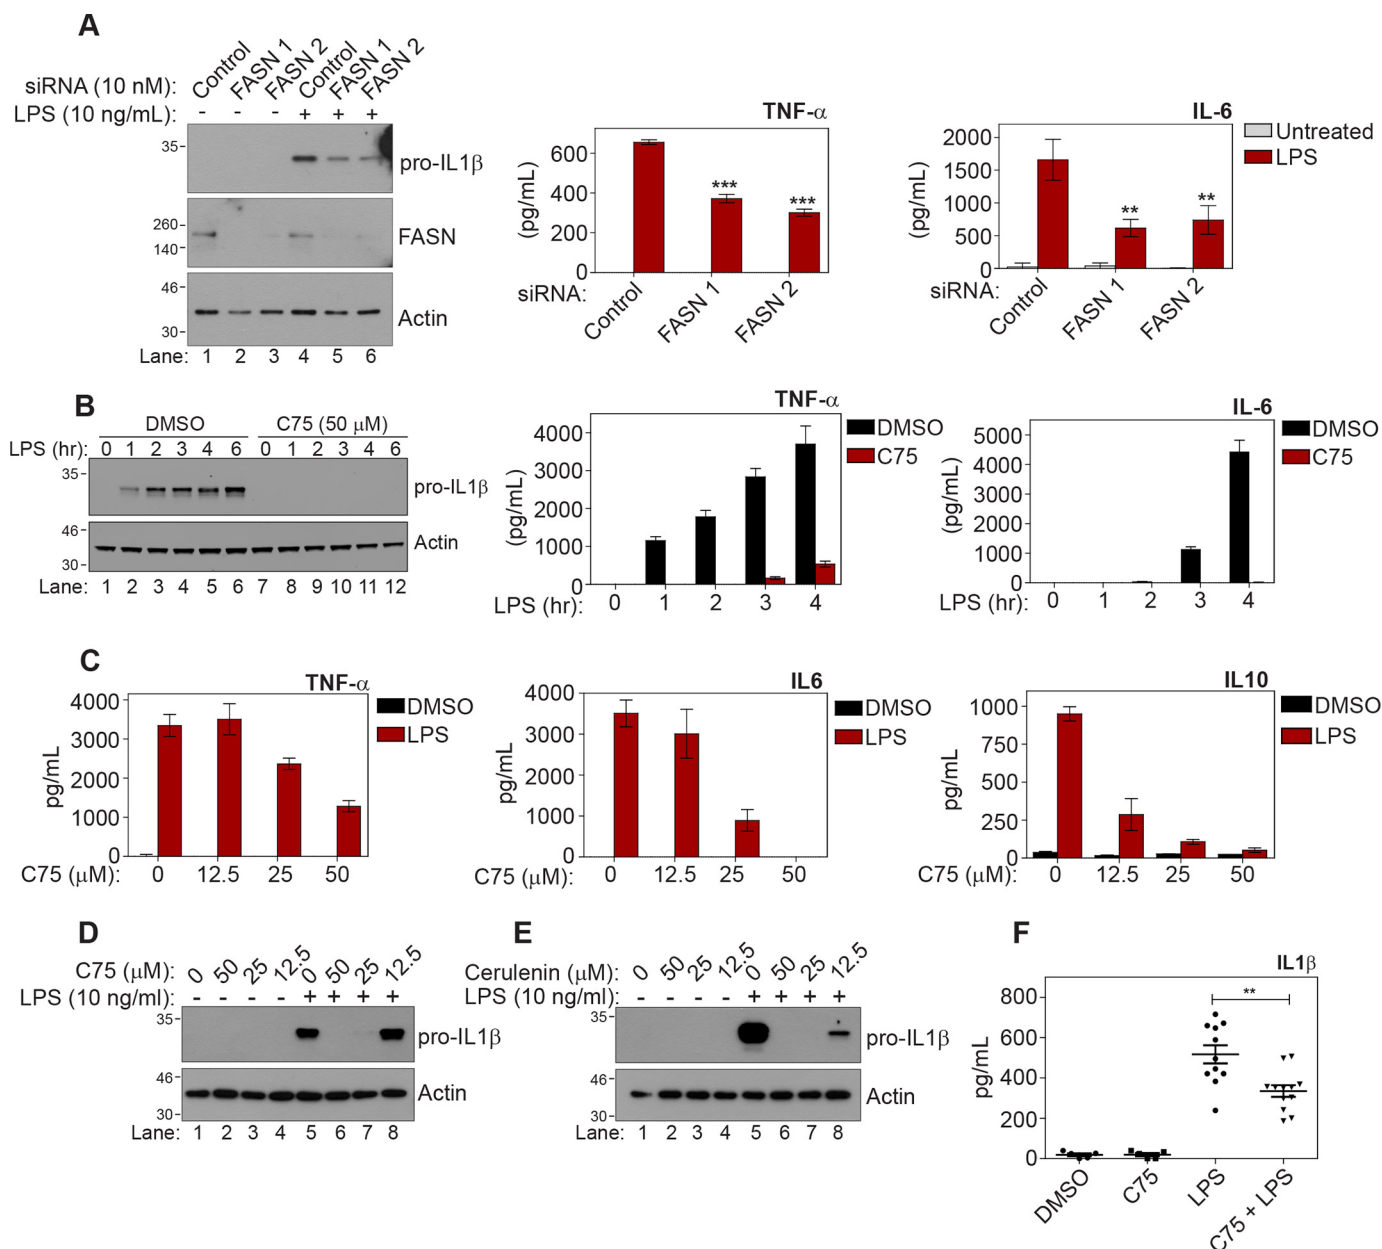 A
siRNA (10 nM): Control FASN 1 FASN 2 Control FASN 1 FASN 2
LPS (10 ng/mL): - - - + + +
35
pro-IL1β
260
140
FASN
46
30
Actin
Lane: 1 2 3 4 5 6
TNF-α
(pg/mL)
600
400
200
0
***
***
siRNA: Control FASN 1 FASN 2
IL-6
(pg/mL)
2000
1500
1000
500
0
**
**
siRNA: Control FASN 1 FASN 2
Untreated
LPS
B
DMSO C75 (50 μM)
LPS (hr): 0 1 2 3 4 6 0 1 2 3 4 6
35
pro-IL1β
46
30
Actin
Lane: 1 2 3 4 5 6 7 8 9 10 11 12
TNF-α
(pg/mL)
4000
3000
2000
1000
0
LPS (hr): 0 1 2 3 4
DMSO
C75
IL-6
(pg/mL)
5000
4000
3000
2000
1000
0
LPS (hr): 0 1 2 3 4
DMSO
C75
C
TNF-α
pg/mL
4000
3000
2000
1000
0
C75 (μM): 0 12.5 25 50
DMSO
LPS
IL6
pg/mL
4000
3000
2000
1000
0
C75 (μM): 0 12.5 25 50
DMSO
LPS
IL10
pg/mL
1000
750
500
250
0
C75 (μM): 0 12.5 25 50
DMSO
LPS
D
C75 (μM): 0 50 25 12.5 0 50 25 12.5
LPS (10 ng/ml): - - - - + + + +
35
pro-IL1β
46
30
Actin
Lane: 1 2 3 4 5 6 7 8
E
Cerulenin (μM): 0 50 25 12.5 0 50 25 12.5
LPS (10 ng/ml): - - - - + + + +
35
pro-IL1β
46
30
Actin
Lane: 1 2 3 4 5 6 7 8
F
IL1β
pg/mL
800
600
400
200
0
**
DMSO C75 LPS C75 + LPS